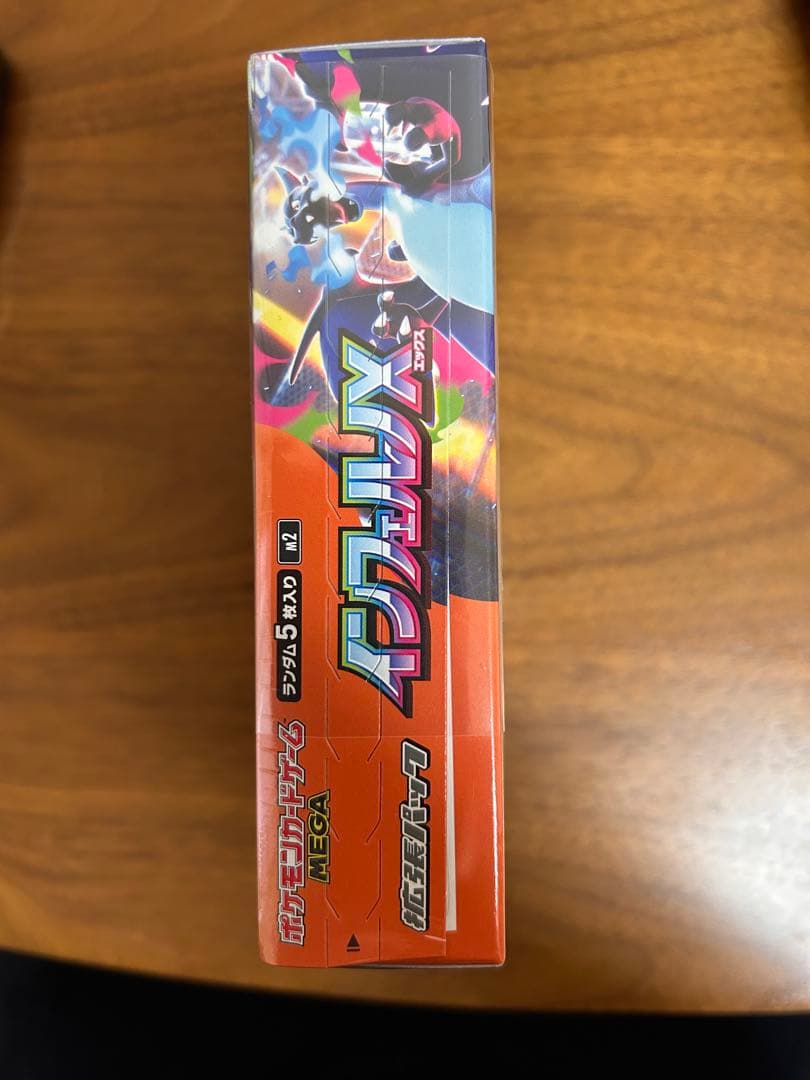 ポケモンカードゲーム
MEGA
ランダム5枚入り
M2
拡張パック
インフェルノX
エックス